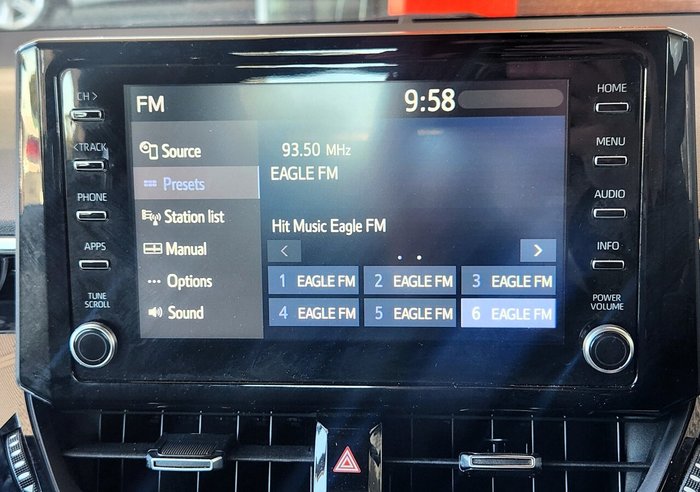 FM
9:58
CH >
< TRACK
PHONE
APPS
TUNE
SCROLL
Source
Presets
Station list
Manual
Options
Sound
93.50 MHz
EAGLE FM
Hit Music Eagle FM
< >
1 EAGLE FM
2 EAGLE FM
3 EAGLE FM
4 EAGLE FM
5 EAGLE FM
6 EAGLE FM
HOME
MENU
AUDIO
INFO
POWER
VOLUME